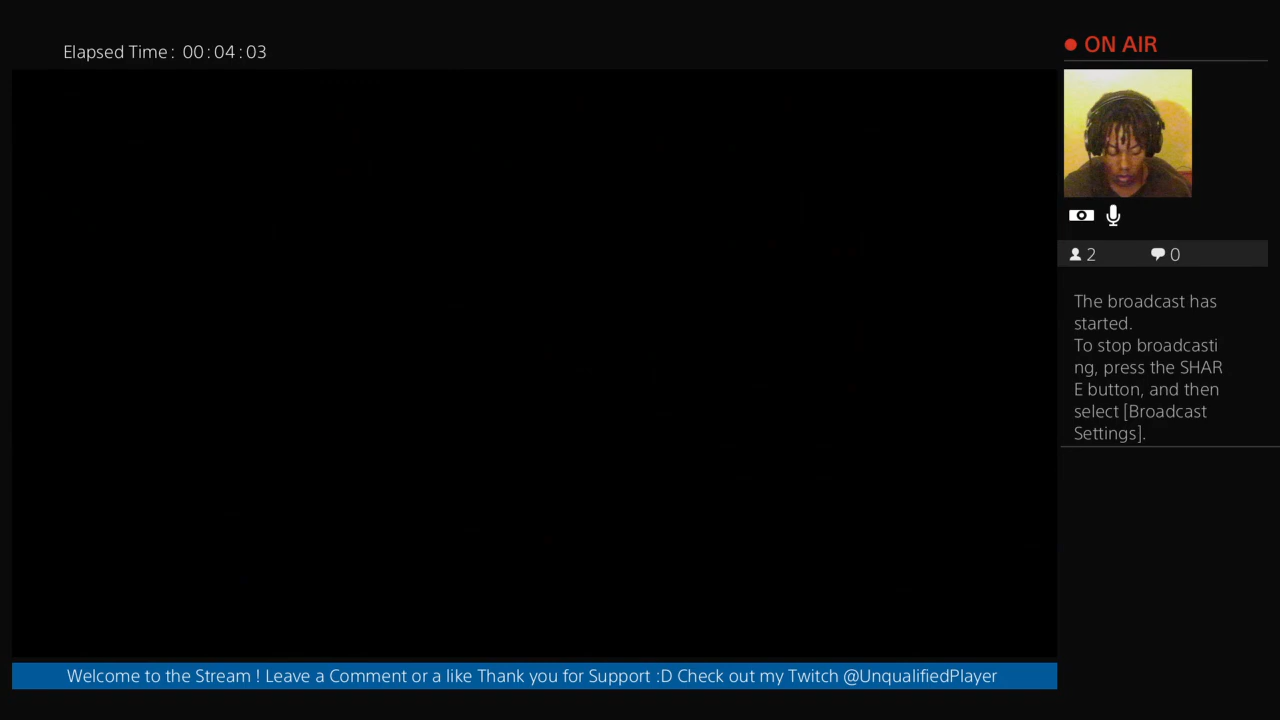 Elapsed Time: 00:04:03
ON AIR
2 0
The broadcast has
started.
To stop broadcasti
ng, press the SHAR
E button, and then
select [Broadcast
Settings].
Welcome to the Stream ! Leave a Comment or a like Thank you for Support :D Check out my Twitch @UnqualifiedPlayer